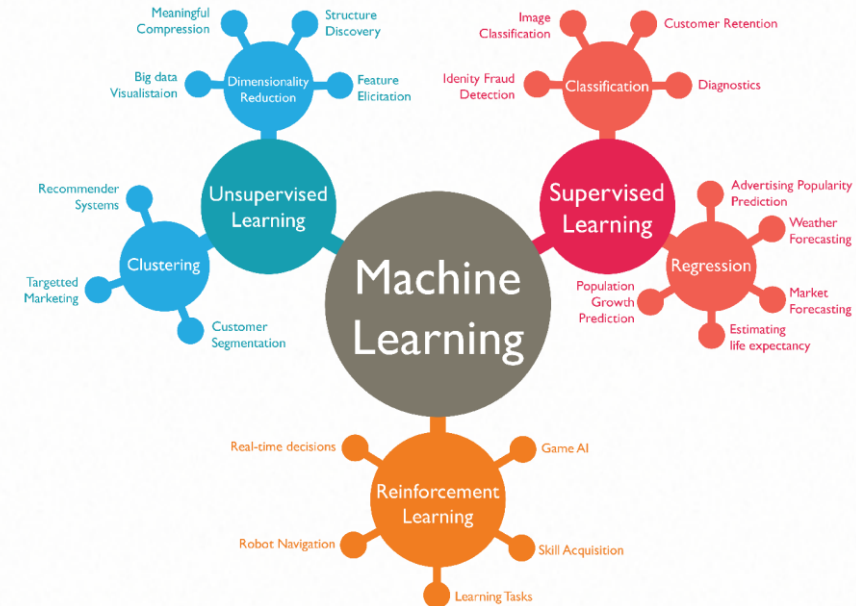 Meaningful
Compression
Structure
Discovery
Big data
Visualistaion
Dimensionality
Reduction
Feature
Elicitation
Image
Classification
Customer Retention
Idenity Fraud
Detection
Classification
Diagnostics
Recommender
Systems
Unsupervised
Learning
Supervised
Learning
Advertising Popularity
Prediction
Weather
Forecasting
Clustering
Targetted
Marketing
Customer
Segmentation
Machine
Learning
Regression
Population
Growth
Prediction
Market
Forecasting
Estimating
life expectancy
Real-time decisions
Game AI
Reinforcement
Learning
Robot Navigation
Skill Acquisition
Learning Tasks